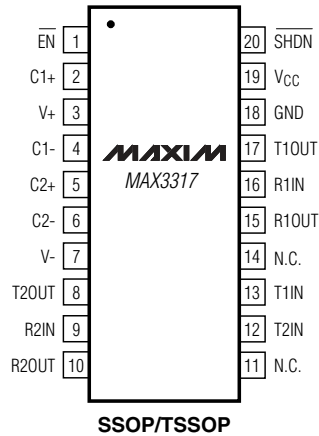 EN 1 20 SHDN
C1+ 2 19 VCC
V+ 3 18 GND
C1- 4 MAXIM 17 T1OUT
C2+ 5 MAX3317 16 R1IN
C2- 6 15 R1OUT
V- 7 14 N.C.
T2OUT 8 13 T1IN
R2IN 9 12 T2IN
R2OUT 10 11 N.C.
SSOP/TSSOP